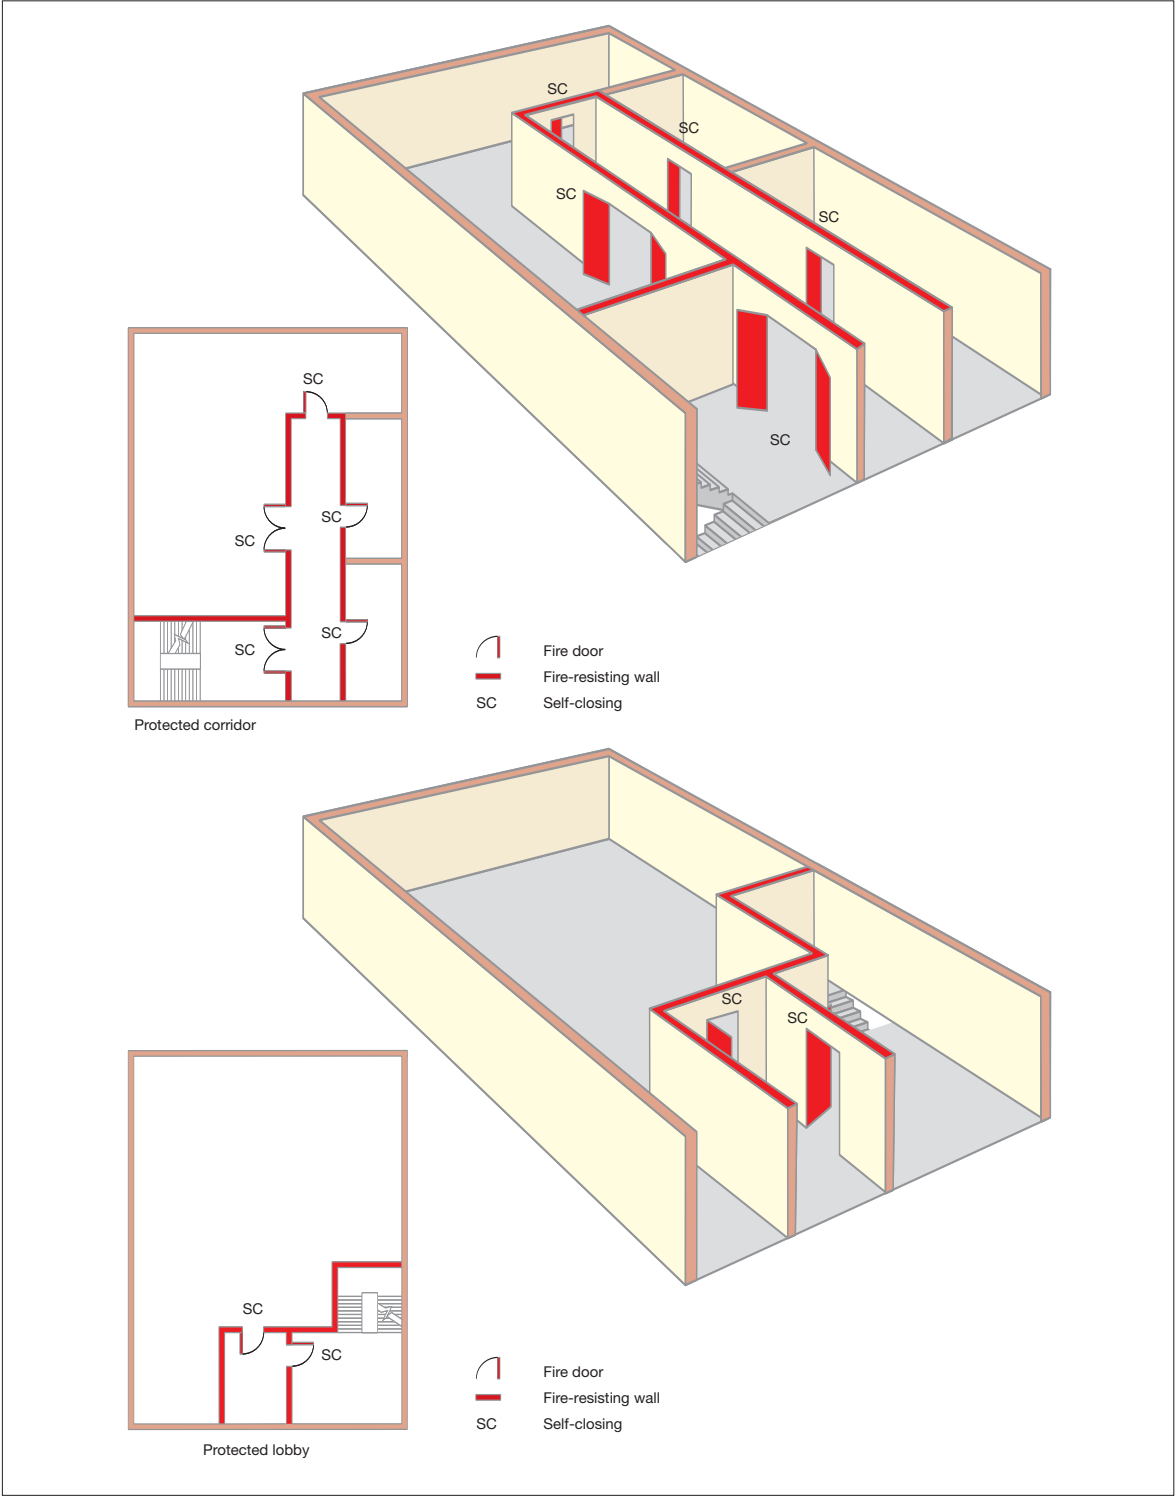 SC
SC
SC
SC
SC
SC
SC
SC
SC
SC
Fire door
Fire-resisting wall
SC Self-closing
Protected corridor
SC
SC
SC
SC
Fire door
Fire-resisting wall
SC Self-closing
Protected lobby